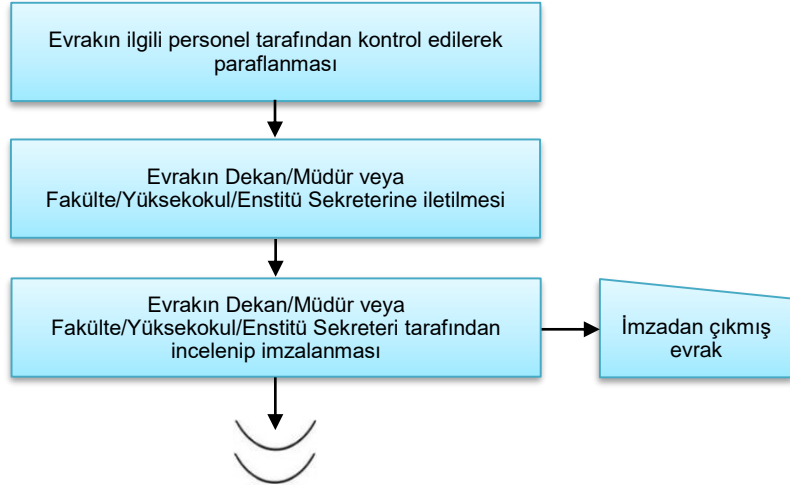 Evrakın ilgili personel tarafından kontrol edilerek
paraflanması
Evrakın Dekan/Müdür veya
Fakülte/Yüksekokul/Enstitü Sekreterine iletilmesi
Evrakın Dekan/Müdür veya
Fakülte/Yüksekokul/Enstitü Sekreteri tarafından
incelenip imzalanması
İmzadan çıkmış
evrak